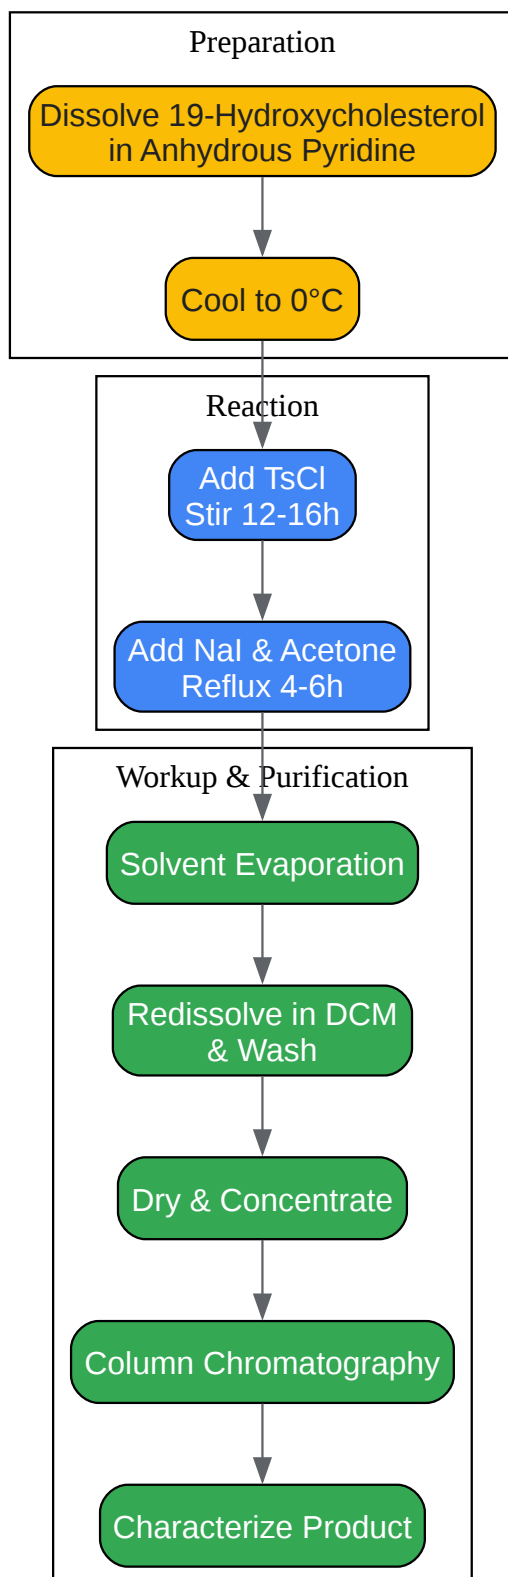 Preparation
Dissolve 19-Hydroxycholesterol
in Anhydrous Pyridine
Cool to 0°C
Reaction
Add TsCl
Stir 12-16h
Add NaI & Acetone
Reflux 4-6h
Workup & Purification
Solvent Evaporation
Redissolve in DCM
& Wash
Dry & Concentrate
Column Chromatography
Characterize Product